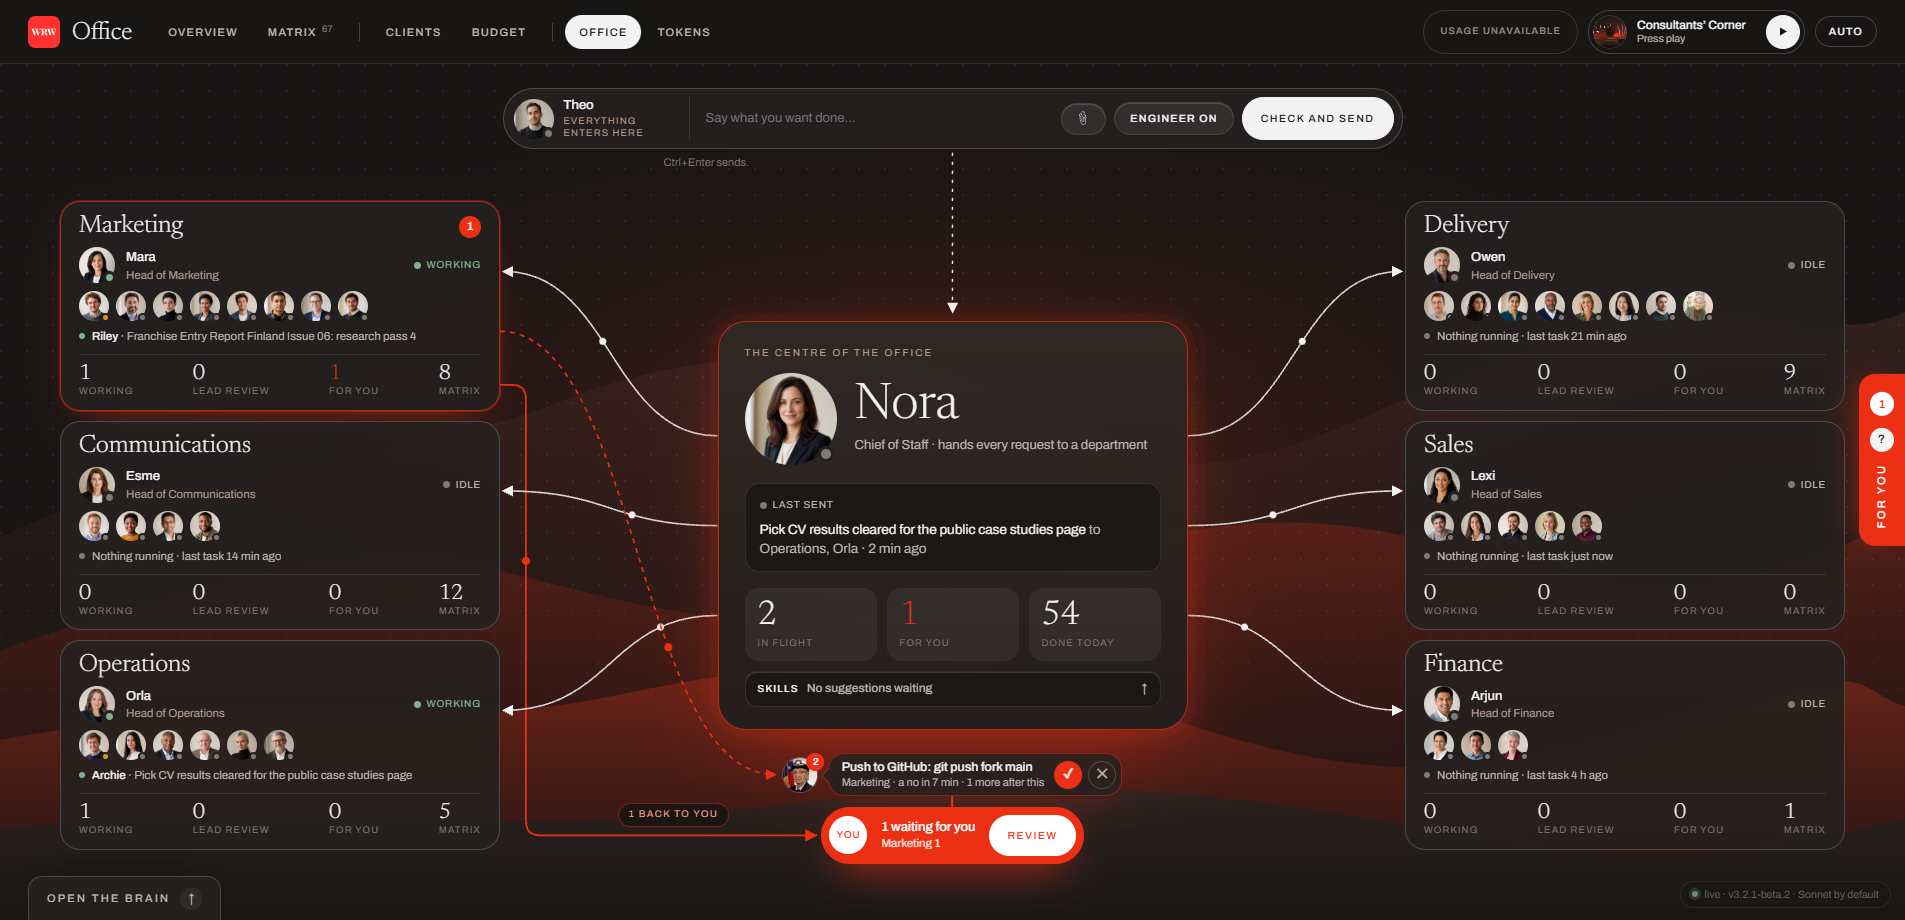 WRW
Office
OVERVIEW
MATRIX 67
CLIENTS
BUDGET
OFFICE
TOKENS
USAGE UNAVAILABLE
Consultants' Corner
Press play
AUTO
Theo
EVERYTHING
ENTERS HERE
Say what you want done...
ENGINEER ON
CHECK AND SEND
Ctrl+Enter sends.
Marketing
1
Mara
Head of Marketing
WORKING
Riley · Franchise Entry Report Finland Issue 06: research pass 4
1 0 1 8
WORKING LEAD REVIEW FOR YOU MATRIX
Communications
Esme
Head of Communications
IDLE
Nothing running · last task 14 min ago
0 0 0 12
WORKING LEAD REVIEW FOR YOU MATRIX
Operations
Orla
Head of Operations
WORKING
Archie · Pick CV results cleared for the public case studies page
1 0 0 5
WORKING LEAD REVIEW FOR YOU MATRIX
THE CENTRE OF THE OFFICE
Nora
Chief of Staff · hands every request to a department
LAST SENT
Pick CV results cleared for the public case studies page to
Operations, Orla · 2 min ago
2 1 54
IN FLIGHT FOR YOU DONE TODAY
SKILLS No suggestions waiting ↑
2
Push to GitHub: git push fork main
Marketing · a no in 7 min · 1 more after this
1 BACK TO YOU
YOU
1 waiting for you
Marketing 1
REVIEW
Delivery
Owen
Head of Delivery
IDLE
Nothing running · last task 21 min ago
0 0 0 9
WORKING LEAD REVIEW FOR YOU MATRIX
Sales
Lexi
Head of Sales
IDLE
Nothing running · last task just now
0 0 0 0
WORKING LEAD REVIEW FOR YOU MATRIX
Finance
Arjun
Head of Finance
IDLE
Nothing running · last task 4 h ago
0 0 0 1
WORKING LEAD REVIEW FOR YOU MATRIX
1
?
FOR YOU
OPEN THE BRAIN ↑
live · v3.2.1-beta.2 · Sonnet by default